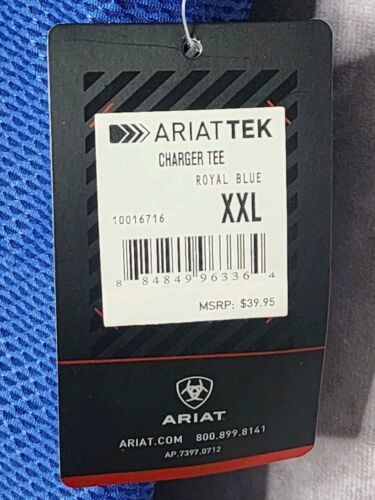 ARIATTEK
CHARGER TEE
ROYAL BLUE
10016716 XXL
8 84849 96336 4
MSRP: $39.95
ARIAT
ARIAT.COM 800.899.8141
AP.7397.0712